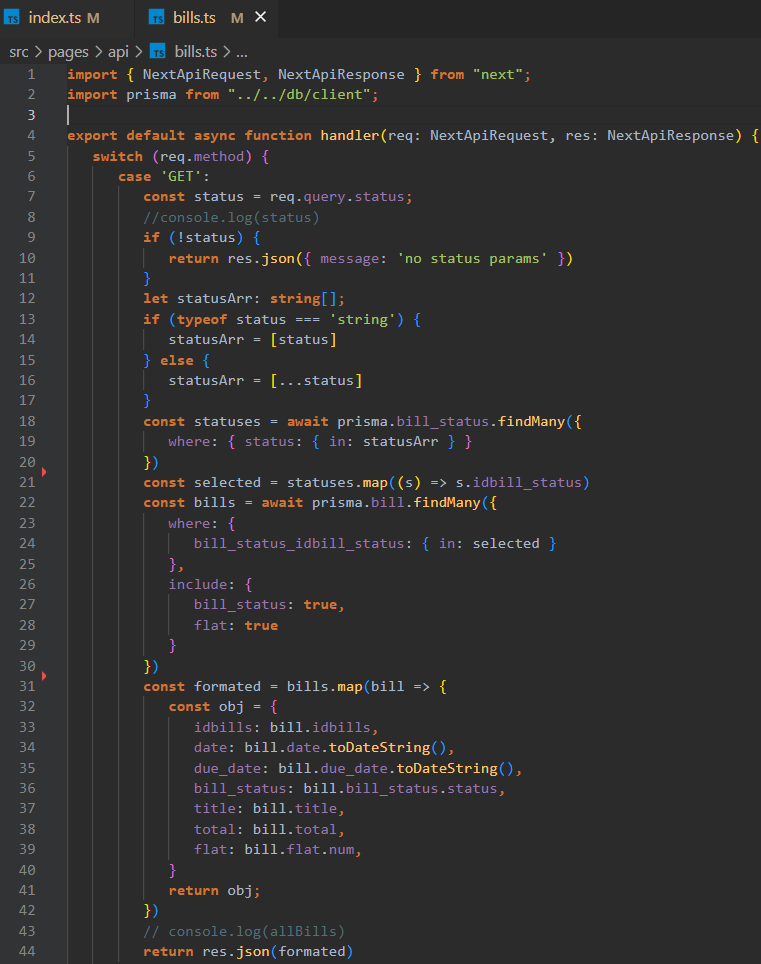 TS index.ts M TS bills.ts M ×
src > pages > api > TS bills.ts > ...
1 import { NextApiRequest, NextApiResponse } from "next";
2 import prisma from "../../db/client";
3
4 export default async function handler(req: NextApiRequest, res: NextApiResponse) {
5 switch (req.method) {
6 case 'GET':
7 const status = req.query.status;
8 //console.log(status)
9 if (!status) {
10 return res.json({ message: 'no status params' })
11 }
12 let statusArr: string[];
13 if (typeof status === 'string') {
14 statusArr = [status]
15 } else {
16 statusArr = [...status]
17 }
18 const statuses = await prisma.bill_status.findMany({
19 where: { status: { in: statusArr } }
20 })
21 const selected = statuses.map((s) => s.idbill_status)
22 const bills = await prisma.bill.findMany({
23 where: {
24 bill_status_idbill_status: { in: selected }
25 },
26 include: {
27 bill_status: true,
28 flat: true
29 }
30 })
31 const formated = bills.map(bill => {
32 const obj = {
33 idbills: bill.idbills,
34 date: bill.date.toDateString(),
35 due_date: bill.due_date.toDateString(),
36 bill_status: bill.bill_status.status,
37 title: bill.title,
38 total: bill.total,
39 flat: bill.flat.num,
40 }
41 return obj;
42 })
43 // console.log(allBills)
44 return res.json(formated)